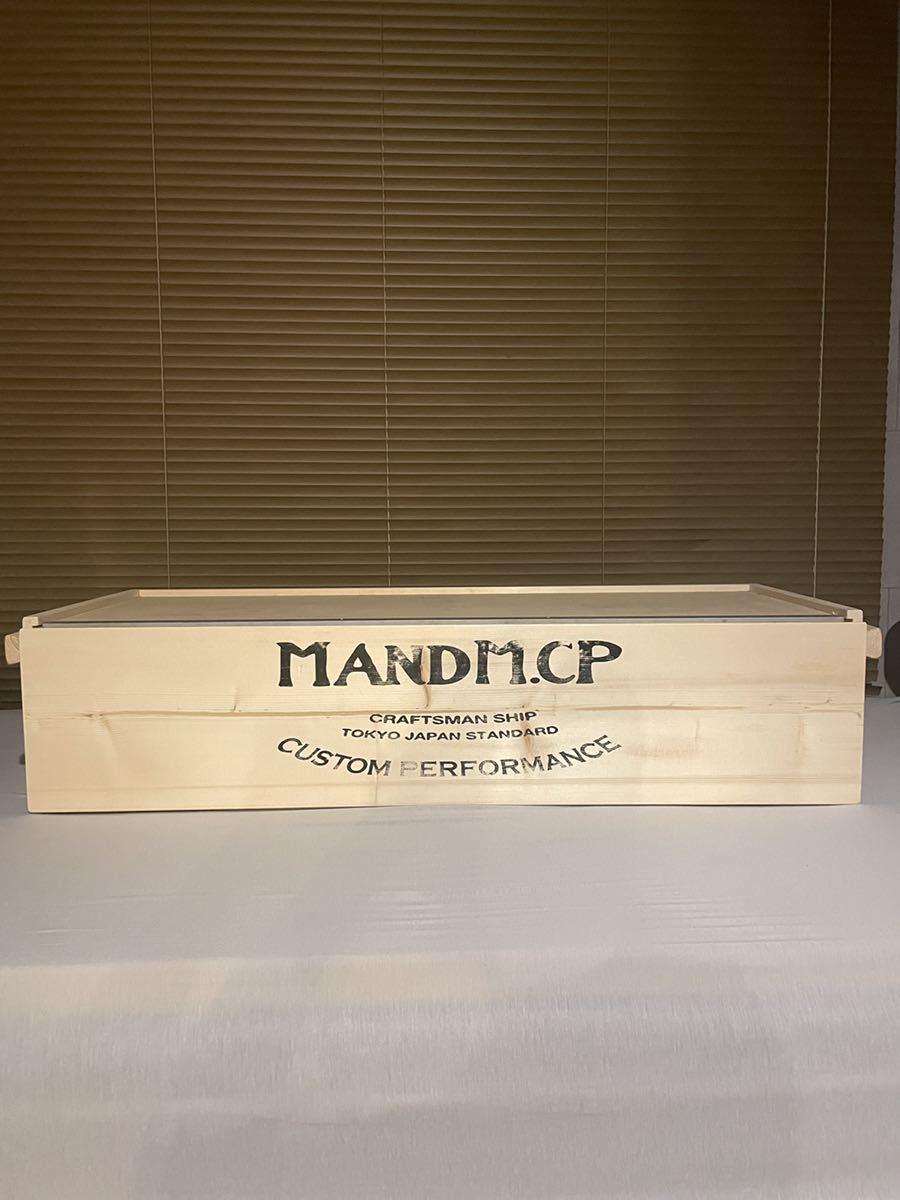 MANDM.CP
CRAFTSMAN SHIP
TOKYO JAPAN STANDARD
CUSTOM PERFORMANCE